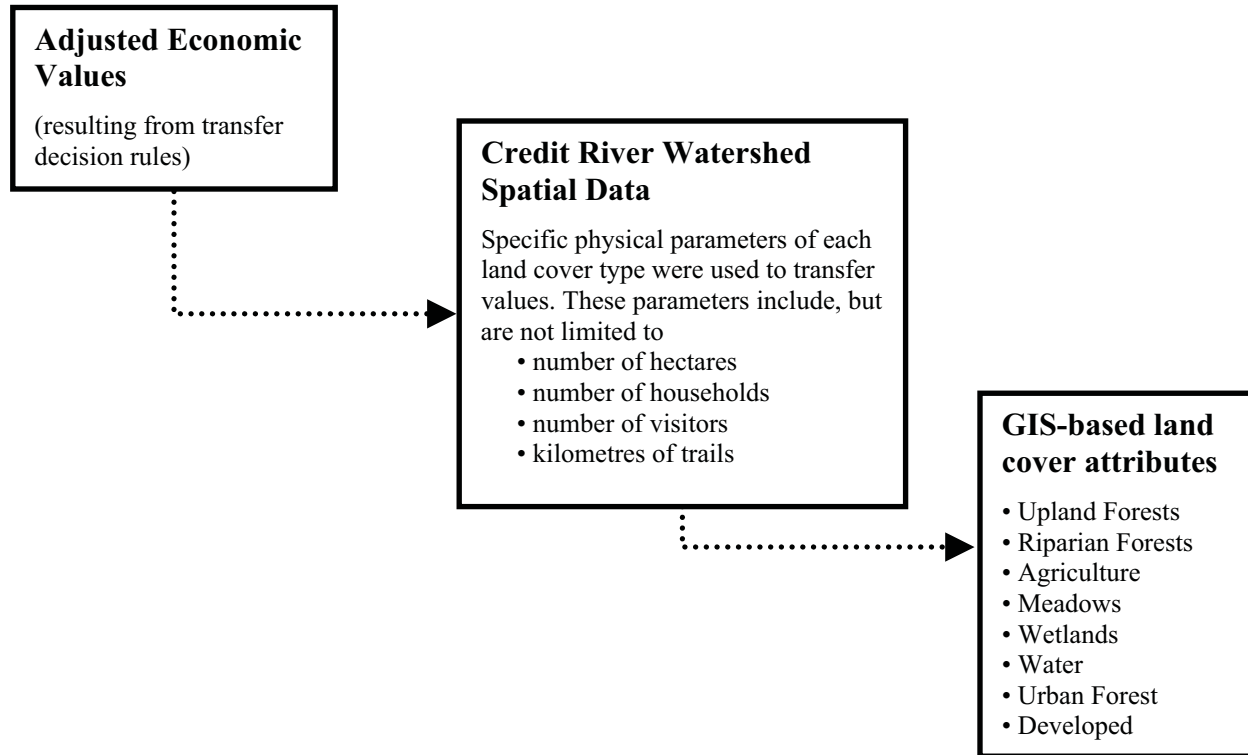 Adjusted Economic
Values
(resulting from transfer
decision rules)
Credit River Watershed
Spatial Data
Specific physical parameters of each
land cover type were used to transfer
values. These parameters include, but
are not limited to
• number of hectares
• number of households
• number of visitors
• kilometres of trails
GIS-based land
cover attributes
• Upland Forests
• Riparian Forests
• Agriculture
• Meadows
• Wetlands
• Water
• Urban Forest
• Developed